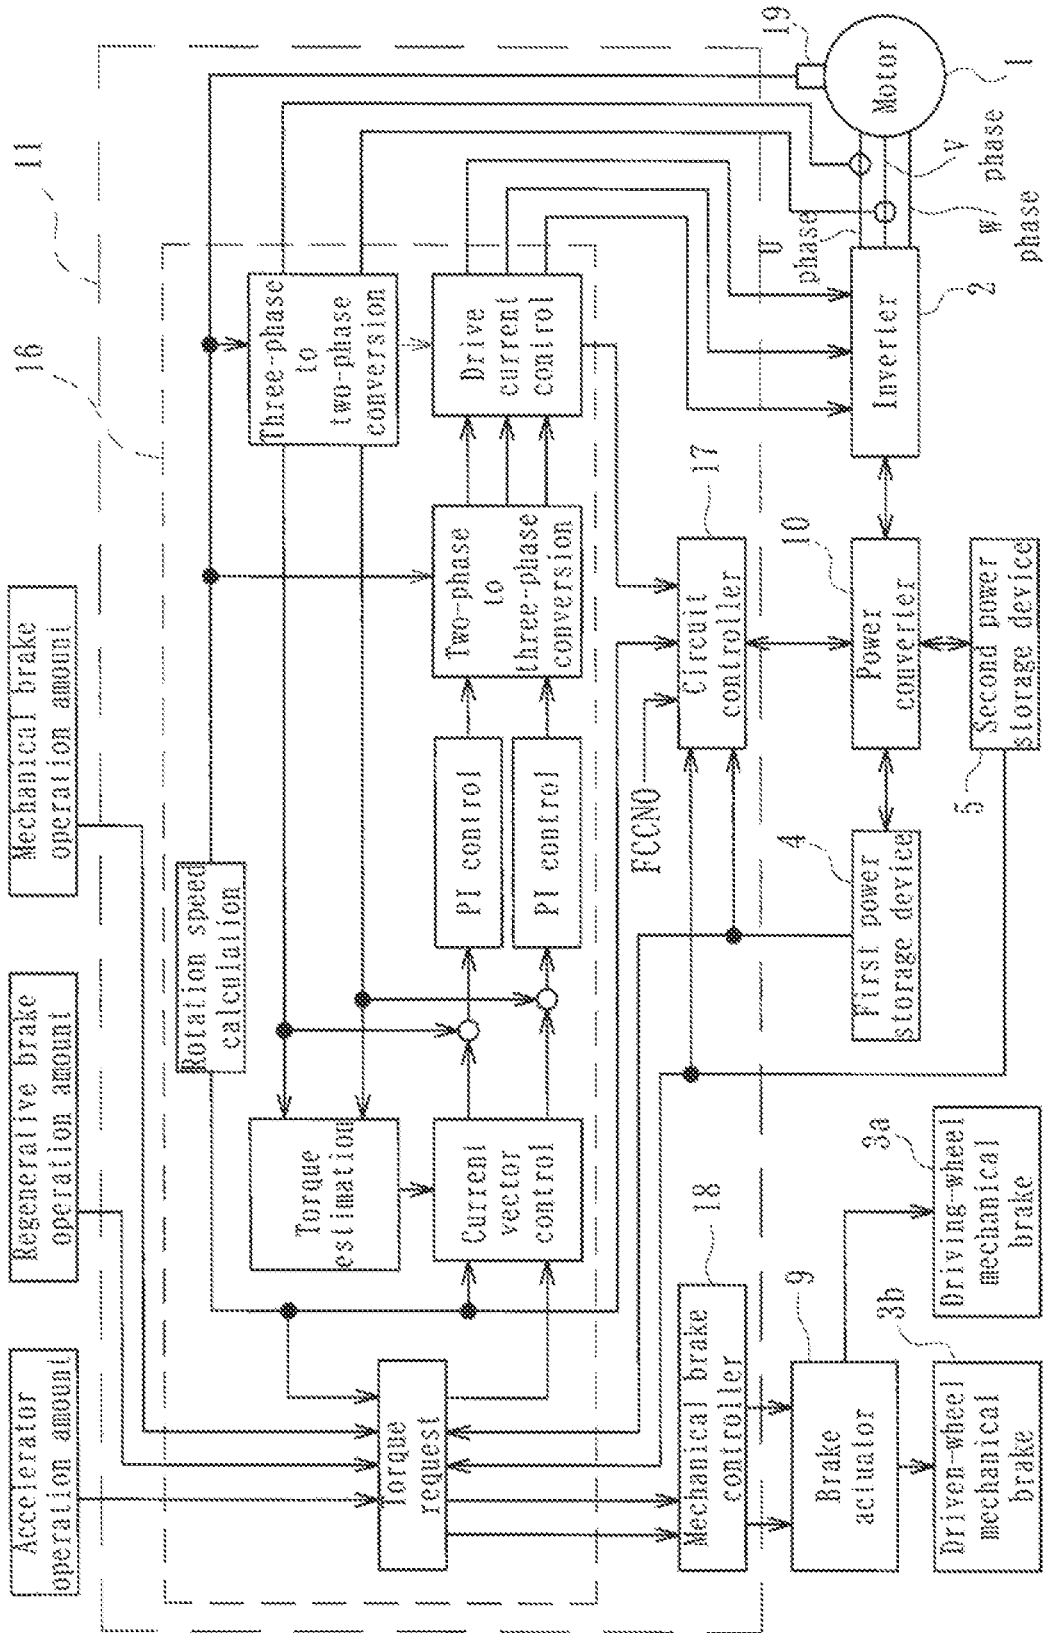 Accelerator
operation amount
Regenerative brake
operation amount
Mechanical brake
operation amount
16
11
Rotation speed
calculation
Three-phase
to
two-phase
conversion
Torque
estimation
Current
vector
control
PI control
PI control
Two-phase
to
three-phase
conversion
Drive
current
control
Torque
request
Mechanical brake
controller
18
FCCNO
Circuit
controller
17
Brake
actuator
9
Driven-wheel
mechanical
brake
3b
Driving-wheel
mechanical
brake
3a
First power
storage device
4
Power
converter
10
Second power
storage device
5
Inverter
2
U
phase
V
phase
W
phase
Motor
19
1